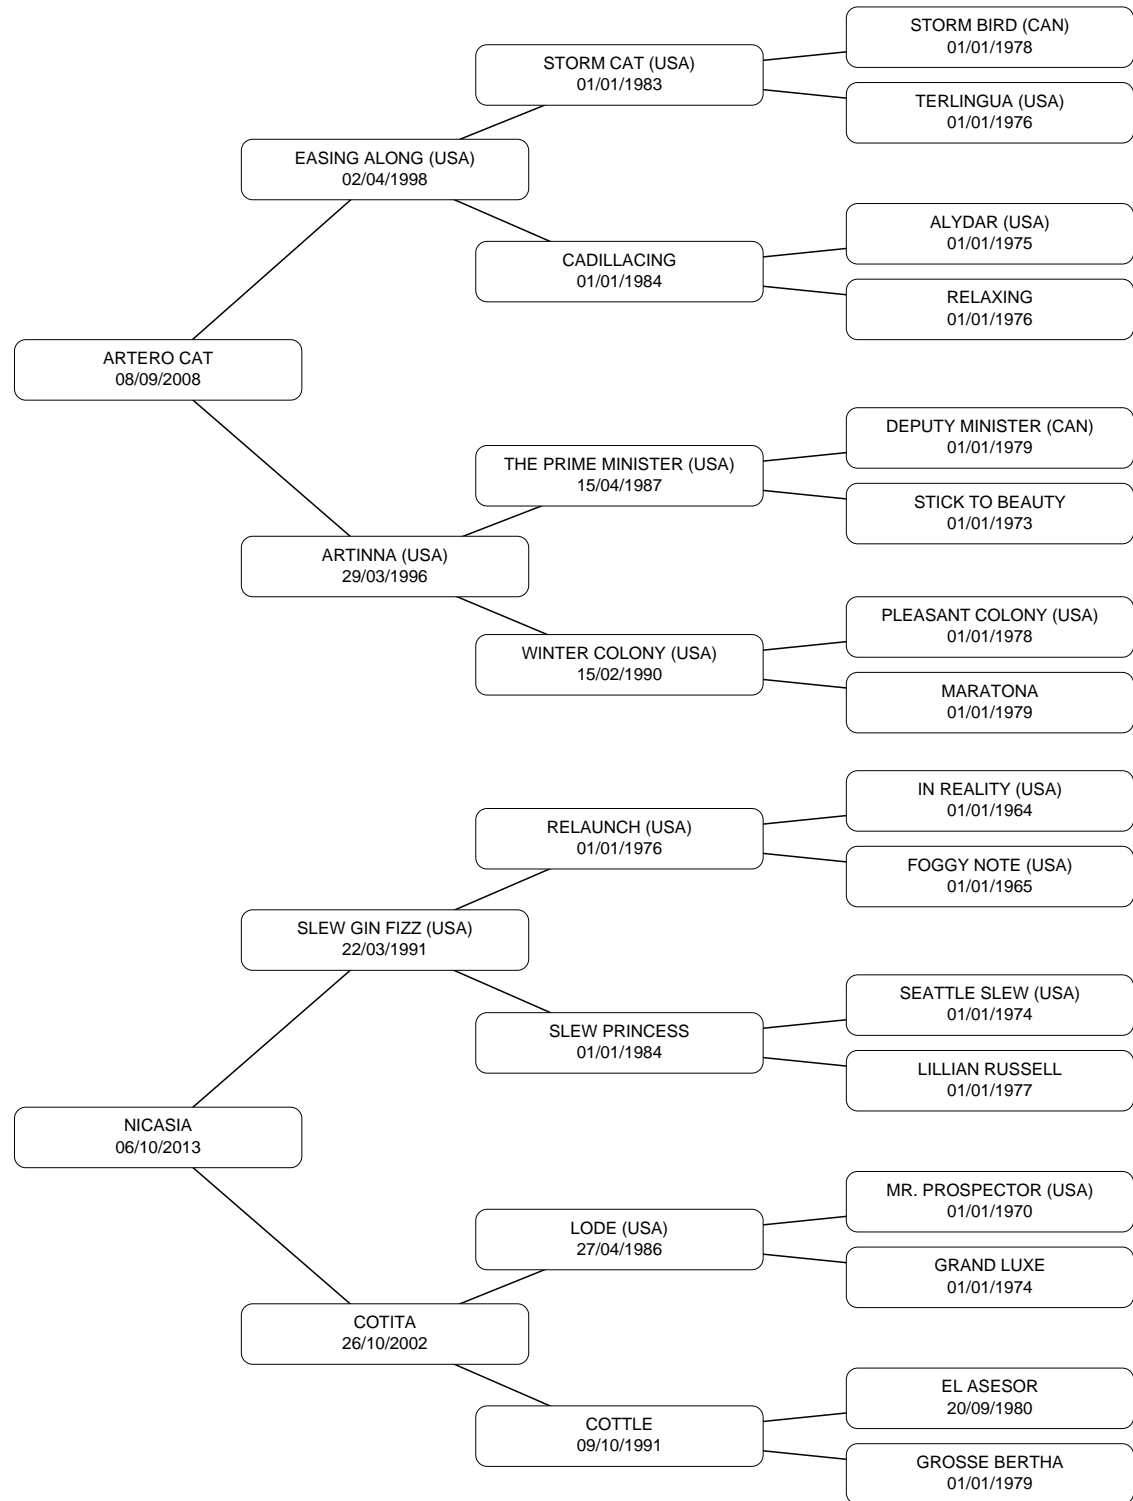 STORM BIRD (CAN)
01/01/1978
STORM CAT (USA)
01/01/1983
TERLINGUA (USA)
01/01/1976
EASING ALONG (USA)
02/04/1998
ALYDAR (USA)
01/01/1975
CADILLACING
01/01/1984
RELAXING
01/01/1976
ARTERO CAT
08/09/2008
DEPUTY MINISTER (CAN)
01/01/1979
THE PRIME MINISTER (USA)
15/04/1987
STICK TO BEAUTY
01/01/1973
ARTINNA (USA)
29/03/1996
PLEASANT COLONY (USA)
01/01/1978
WINTER COLONY (USA)
15/02/1990
MARATONA
01/01/1979
IN REALITY (USA)
01/01/1964
RELAUNCH (USA)
01/01/1976
FOGGY NOTE (USA)
01/01/1965
SLEW GIN FIZZ (USA)
22/03/1991
SEATTLE SLEW (USA)
01/01/1974
SLEW PRINCESS
01/01/1984
LILLIAN RUSSELL
01/01/1977
NICASIA
06/10/2013
MR. PROSPECTOR (USA)
01/01/1970
LODE (USA)
27/04/1986
GRAND LUXE
01/01/1974
COTITA
26/10/2002
EL ASESOR
20/09/1980
COTTLE
09/10/1991
GROSSE BERTHA
01/01/1979